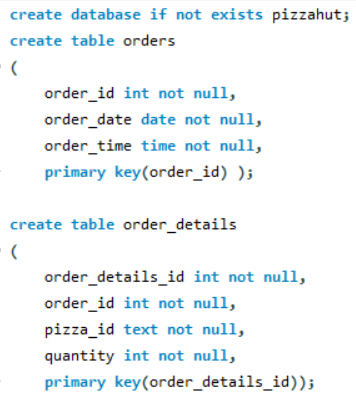 create database if not exists pizzahut;
create table orders
(
order_id int not null,
order_date date not null,
order_time time not null,
primary key(order_id) );
create table order_details
(
order_details_id int not null,
order_id int not null,
pizza_id text not null,
quantity int not null,
primary key(order_details_id));